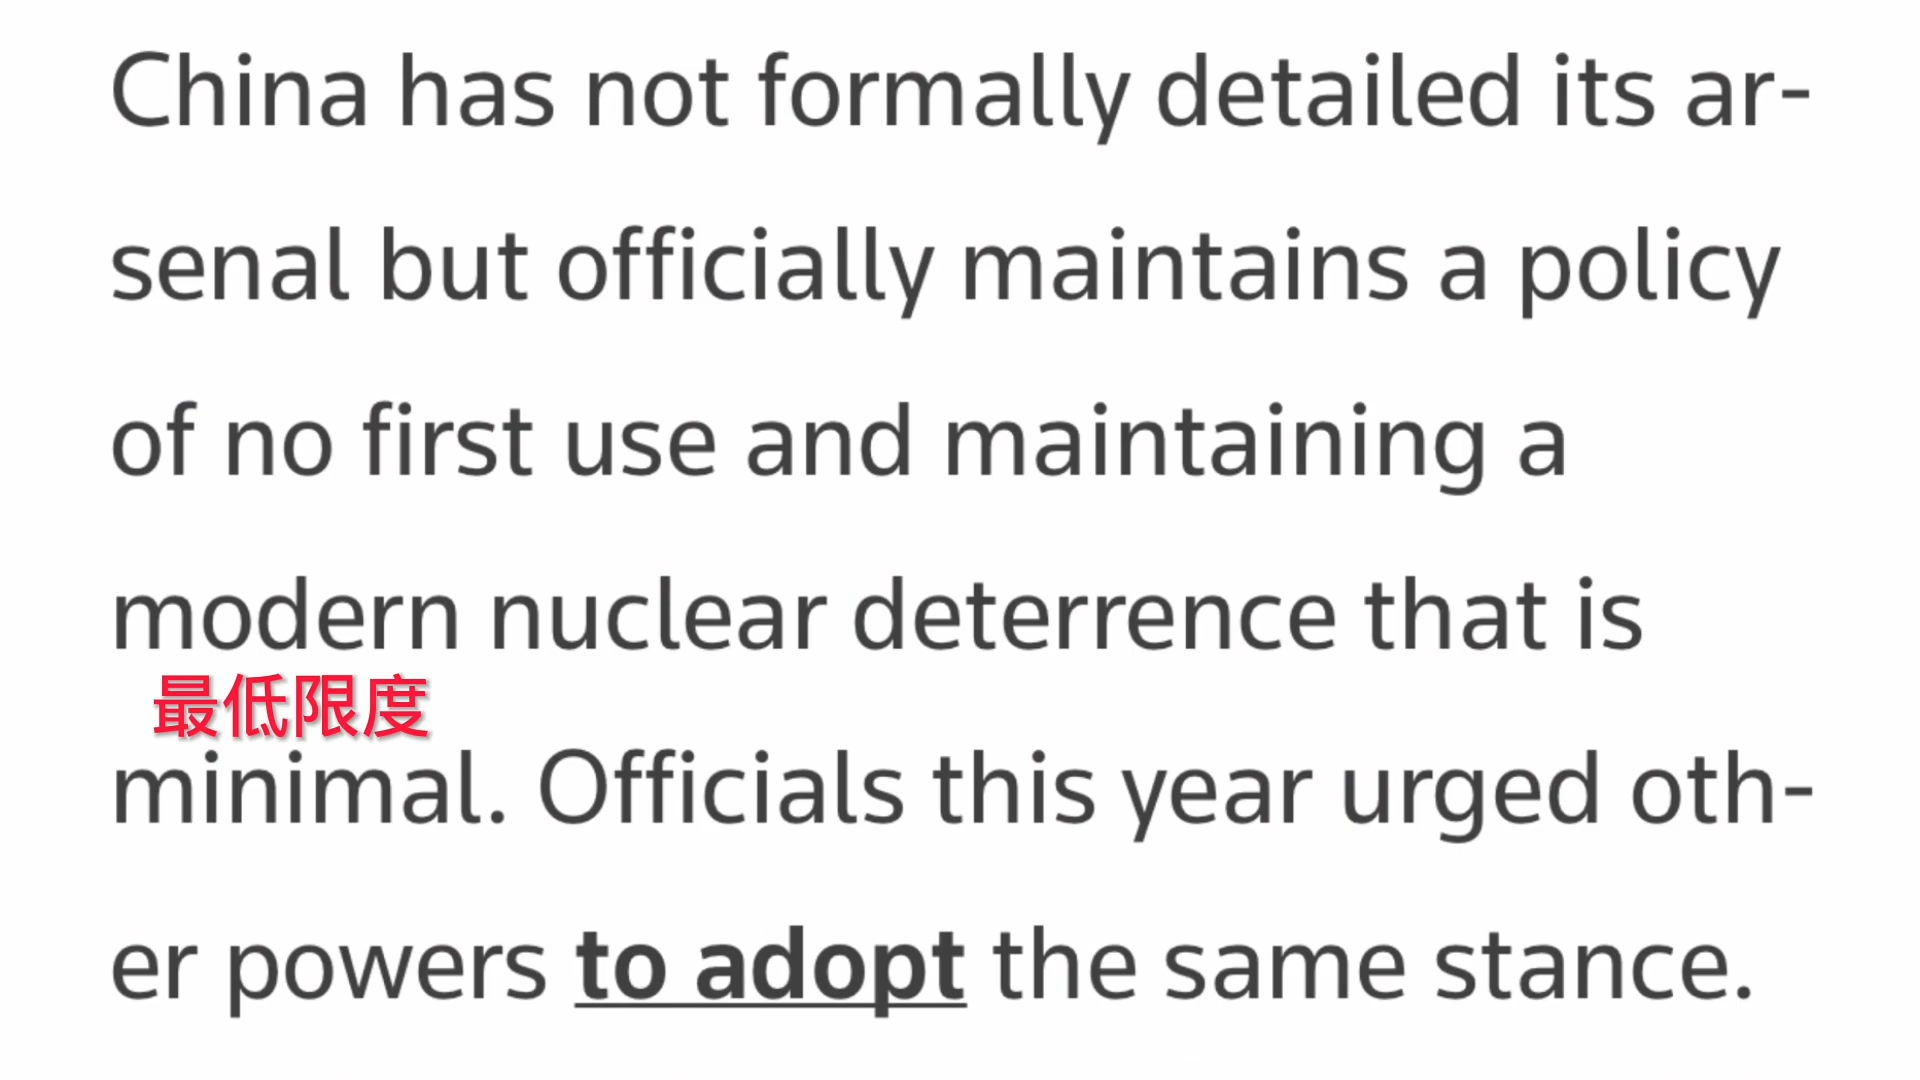 China has not formally detailed its ar-
senal but officially maintains a policy
of no first use and maintaining a
modern nuclear deterrence that is
最低限度
minimal. Officials this year urged oth-
er powers to adopt the same stance.